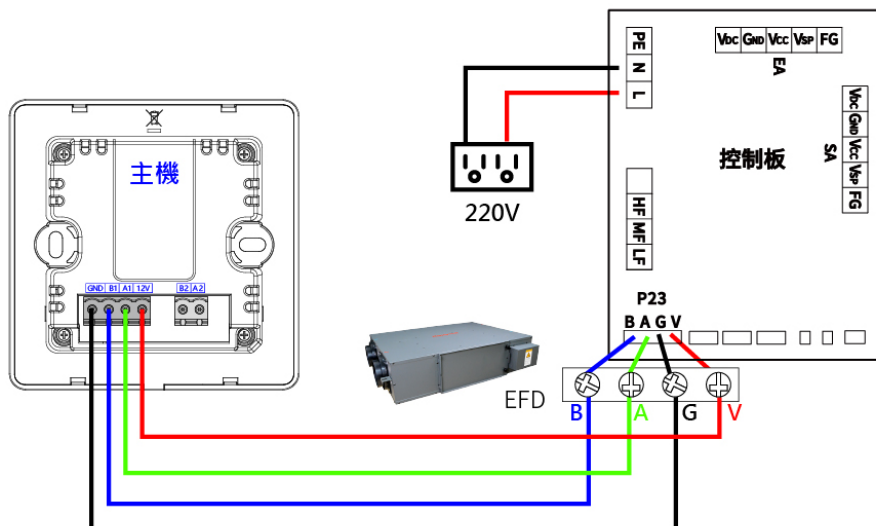 主機
GND B1 A1 12V
B2 A2
220V
EFD
PE
N
L
VDC GND VCC VSP FG
EA
VDC GND VCC VSP FG
SA
控制板
HF
MF
LF
P23
B A G V
B A G V